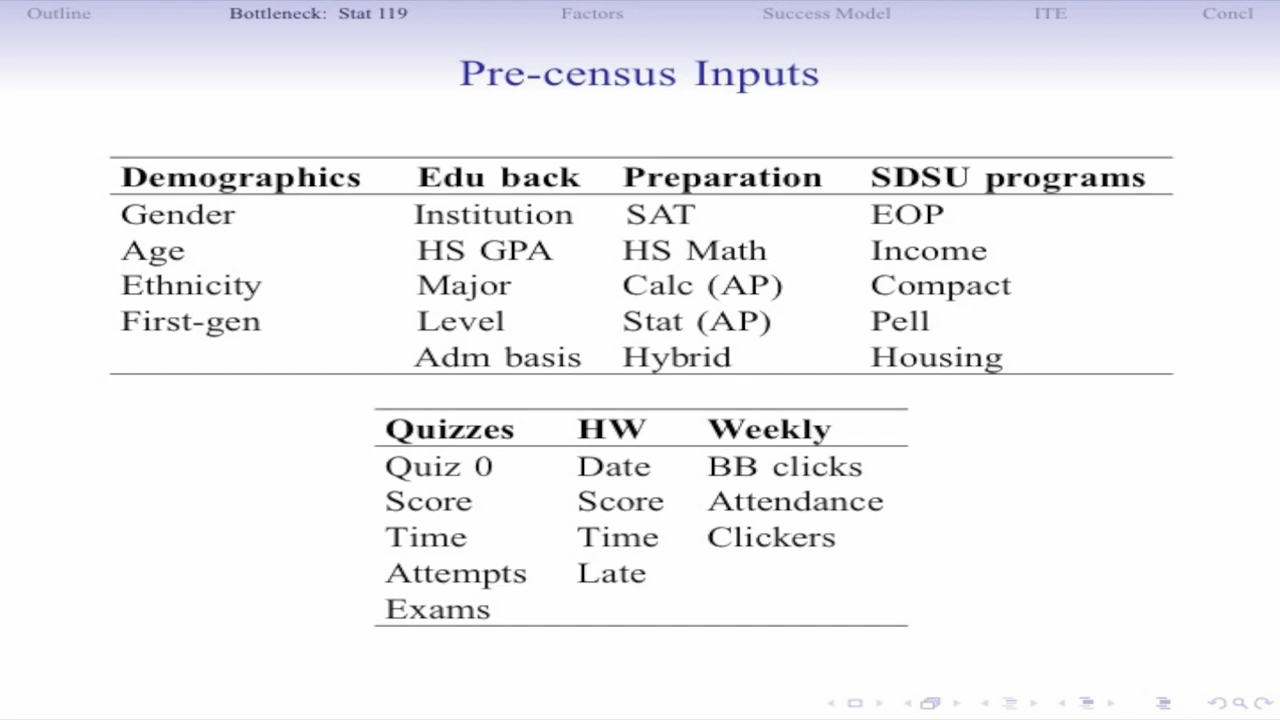 Outline Bottleneck: Stat 119 Factors Success Model ITE Concl
Pre-census Inputs
Demographics Edu back Preparation SDSU programs
Gender Institution SAT EOP
Age HS GPA HS Math Income
Ethnicity Major Calc (AP) Compact
First-gen Level Stat (AP) Pell
Adm basis Hybrid Housing
Quizzes HW Weekly
Quiz 0 Date BB clicks
Score Score Attendance
Time Time Clickers
Attempts Late
Exams